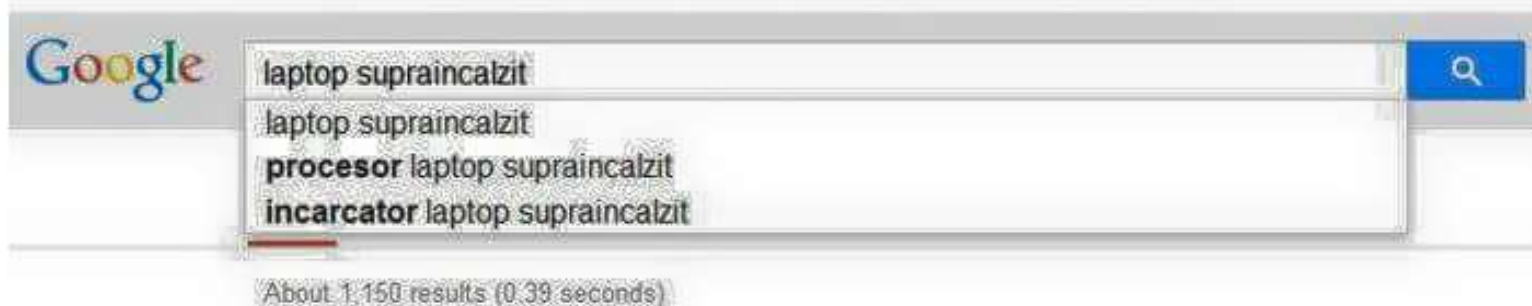 Google
laptop supraincalzit
laptop supraincalzit
procesor laptop supraincalzit
incarcator laptop supraincalzit
About 1,150 results (0.39 seconds)